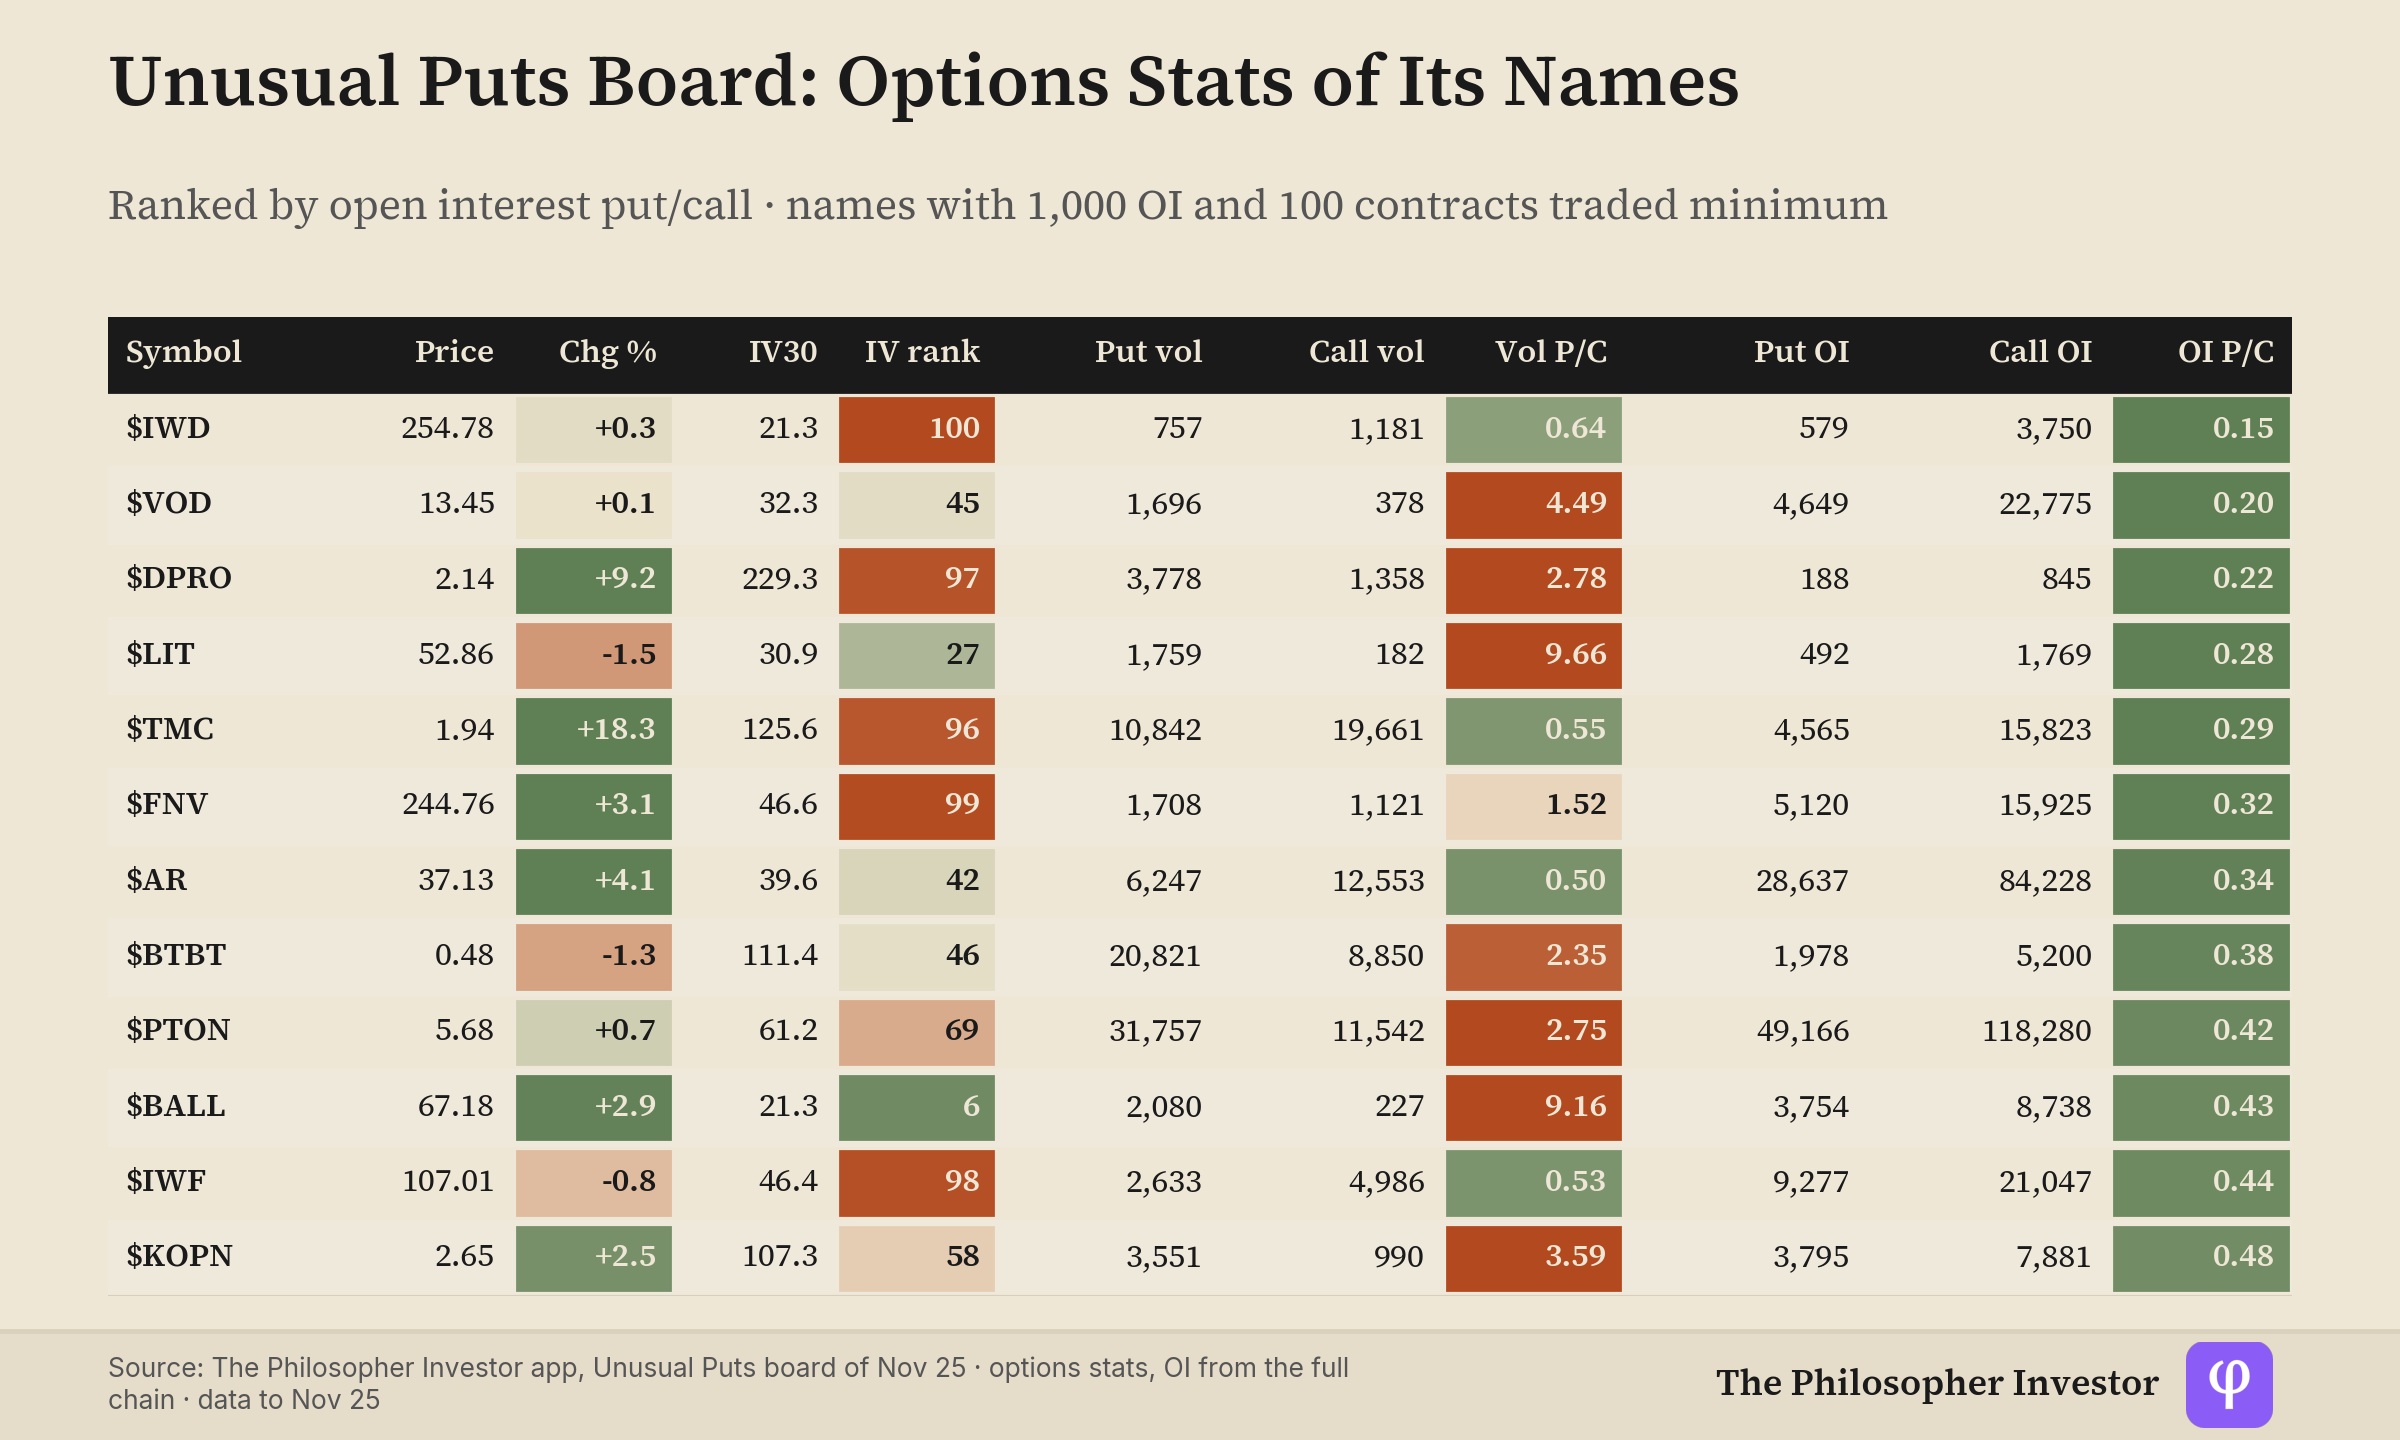 Unusual Puts Board: Options Stats of Its Names
Ranked by open interest put/call · names with 1,000 OI and 100 contracts traded minimum
Symbol Price Chg % IV30 IV rank Put vol Call vol Vol P/C Put OI Call OI OI P/C
$IWD 254.78 +0.3 21.3 100 757 1,181 0.64 579 3,750 0.15
$VOD 13.45 +0.1 32.3 45 1,696 378 4.49 4,649 22,775 0.20
$DPRO 2.14 +9.2 229.3 97 3,778 1,358 2.78 188 845 0.22
$LIT 52.86 -1.5 30.9 27 1,759 182 9.66 492 1,769 0.28
$TMC 1.94 +18.3 125.6 96 10,842 19,661 0.55 4,565 15,823 0.29
$FNV 244.76 +3.1 46.6 99 1,708 1,121 1.52 5,120 15,925 0.32
$AR 37.13 +4.1 39.6 42 6,247 12,553 0.50 28,637 84,228 0.34
$BTBT 0.48 -1.3 111.4 46 20,821 8,850 2.35 1,978 5,200 0.38
$PTON 5.68 +0.7 61.2 69 31,757 11,542 2.75 49,166 118,280 0.42
$BALL 67.18 +2.9 21.3 6 2,080 227 9.16 3,754 8,738 0.43
$IWF 107.01 -0.8 46.4 98 2,633 4,986 0.53 9,277 21,047 0.44
$KOPN 2.65 +2.5 107.3 58 3,551 990 3.59 3,795 7,881 0.48
Source: The Philosopher Investor app, Unusual Puts board of Nov 25 · options stats, OI from the full
chain · data to Nov 25
The Philosopher Investor φ